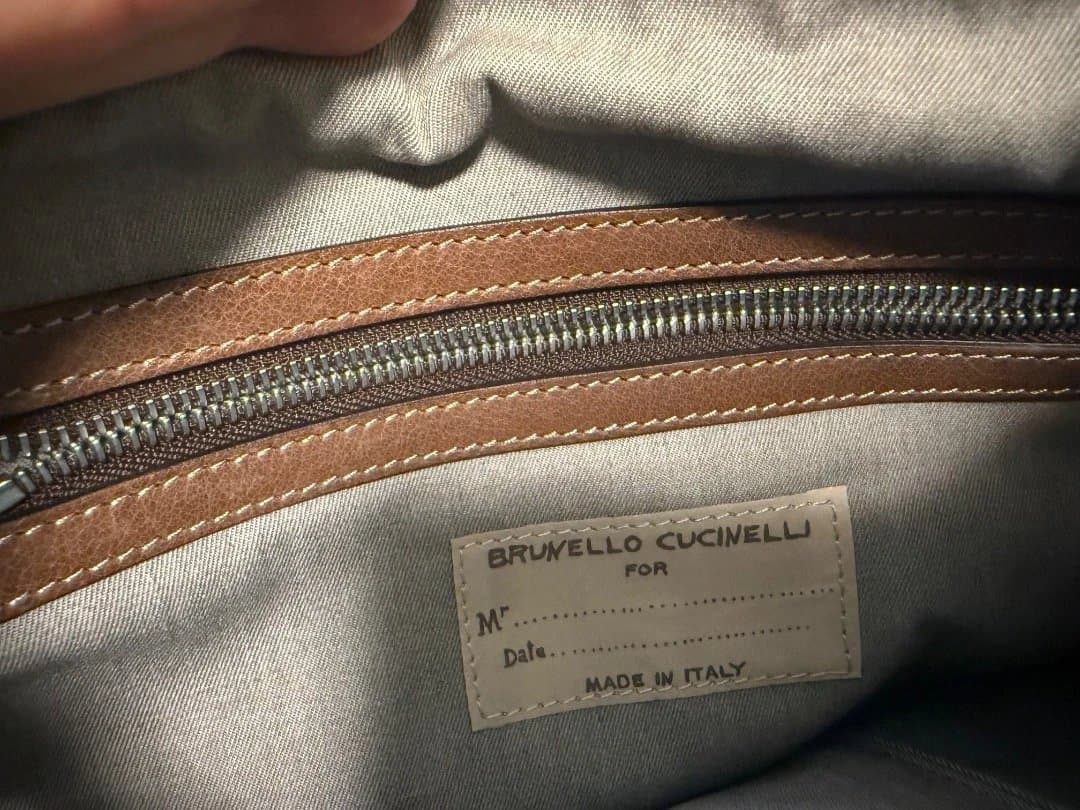 BRUNELLO CUCINELLI
FOR
Mr ..............................
Date ..............................
MADE IN ITALY